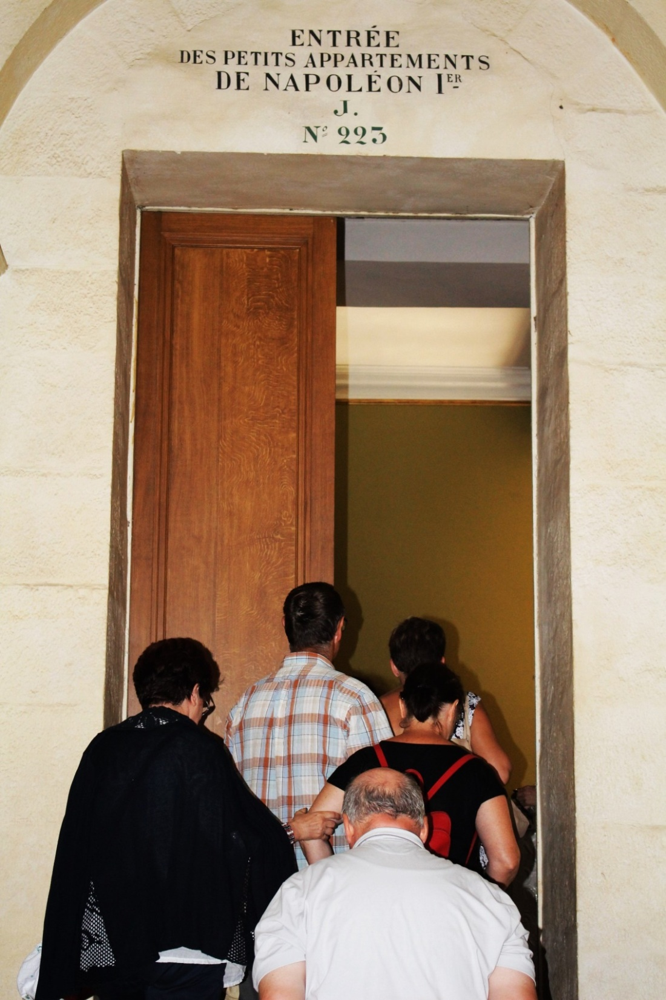 ENTRÉE
DES PETITS APPARTEMENTS
DE NAPOLÉON IER
J.
No 223